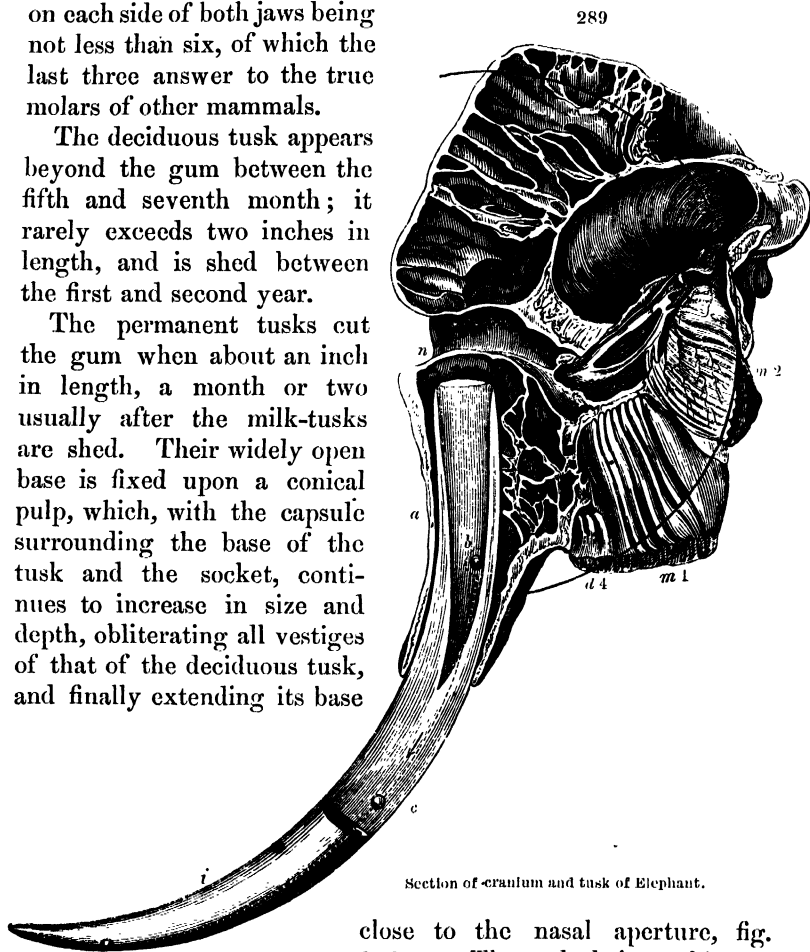 on each side of both jaws being
not less than six, of which the
last three answer to the true
molars of other mammals.
The deciduous tusk appears
beyond the gum between the
fifth and seventh month; it
rarely exceeds two inches in
length, and is shed between
the first and second year.
The permanent tusks cut
the gum when about an inch
in length, a month or two
usually after the milk-tusks
are shed. Their widely open
base is fixed upon a conical
pulp, which, with the capsule
surrounding the base of the
tusk and the socket, conti-
nues to increase in size and
depth, obliterating all vestiges
of that of the deciduous tusk,
and finally extending its base
289
n
m 2
a
b
d 4
m 1
c
i
Section of cranium and tusk of Elephant.
close to the nasal aperture, fig.